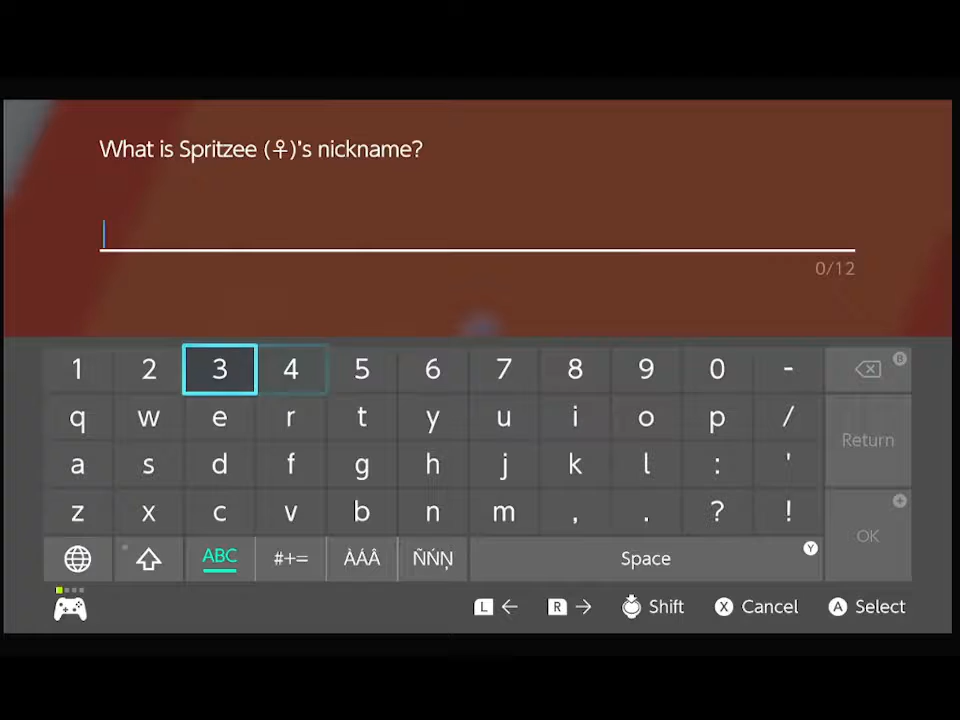 What is Spritzee (♀)'s nickname?
0/12
1 2 3 4 5 6 7 8 9 0 -
q w e r t y u i o p /
a s d f g h j k l : '
z x c v b n m , . ? !
Return
OK
ABC #+= ÀÁÂ ÑŃŅ Space
B
+
Y
L ← R → Shift X Cancel A Select